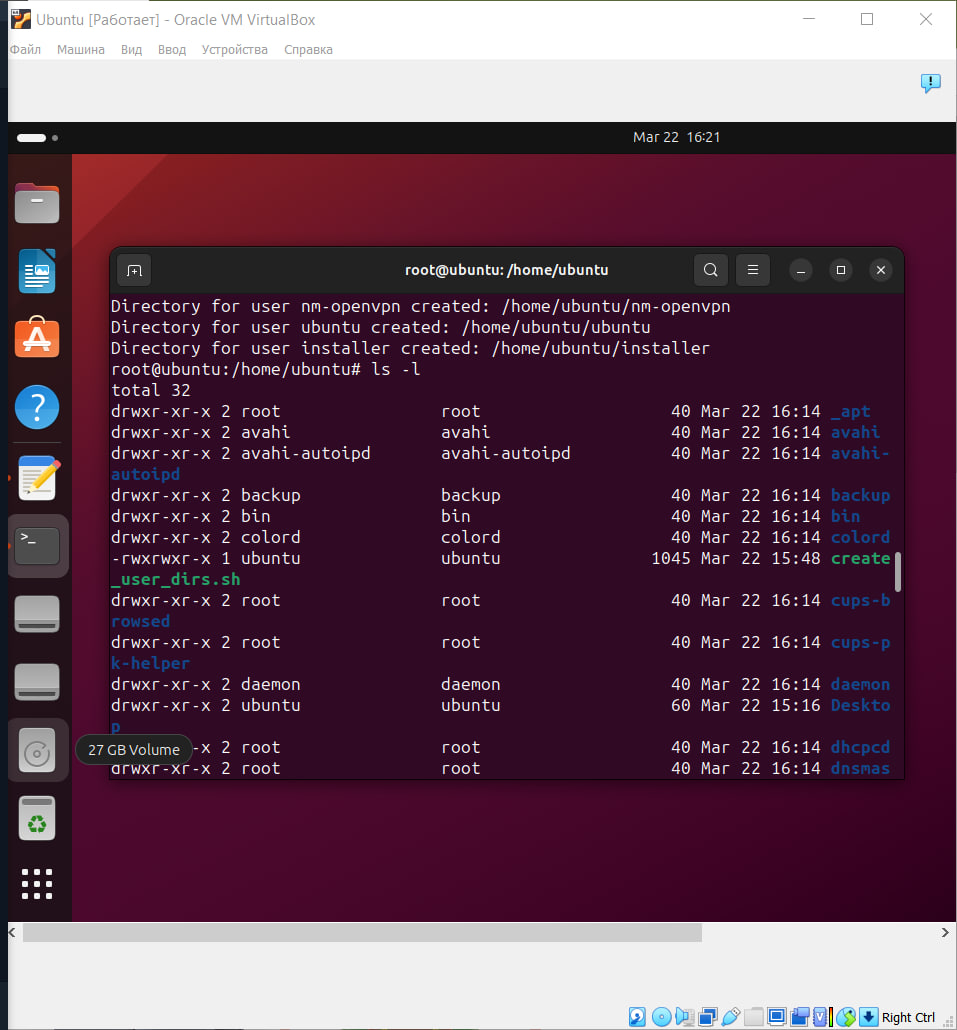 Ubuntu [Работает] - Oracle VM VirtualBox
Файл Машина Вид Ввод Устройства Справка
Mar 22 16:21
root@ubuntu: /home/ubuntu
Directory for user nm-openvpn created: /home/ubuntu/nm-openvpn
Directory for user ubuntu created: /home/ubuntu/ubuntu
Directory for user installer created: /home/ubuntu/installer
root@ubuntu:/home/ubuntu# ls -l
total 32
drwxr-xr-x 2 root root 40 Mar 22 16:14 _apt
drwxr-xr-x 2 avahi avahi 40 Mar 22 16:14 avahi
drwxr-xr-x 2 avahi-autoipd avahi-autoipd 40 Mar 22 16:14 avahi-
autoipd
drwxr-xr-x 2 backup backup 40 Mar 22 16:14 backup
drwxr-xr-x 2 bin bin 40 Mar 22 16:14 bin
drwxr-xr-x 2 colord colord 40 Mar 22 16:14 colord
-rwxrwxr-x 1 ubuntu ubuntu 1045 Mar 22 15:48 create
_user_dirs.sh
drwxr-xr-x 2 root root 40 Mar 22 16:14 cups-b
rowsed
drwxr-xr-x 2 root root 40 Mar 22 16:14 cups-p
k-helper
drwxr-xr-x 2 daemon daemon 40 Mar 22 16:14 daemon
drwxr-xr-x 2 ubuntu ubuntu 60 Mar 22 15:16 Deskto
p
27 GB Volume
-x 2 root root 40 Mar 22 16:14 dhcpcd
drwxr-xr-x 2 root root 40 Mar 22 16:14 dnsmas
Right Ctrl